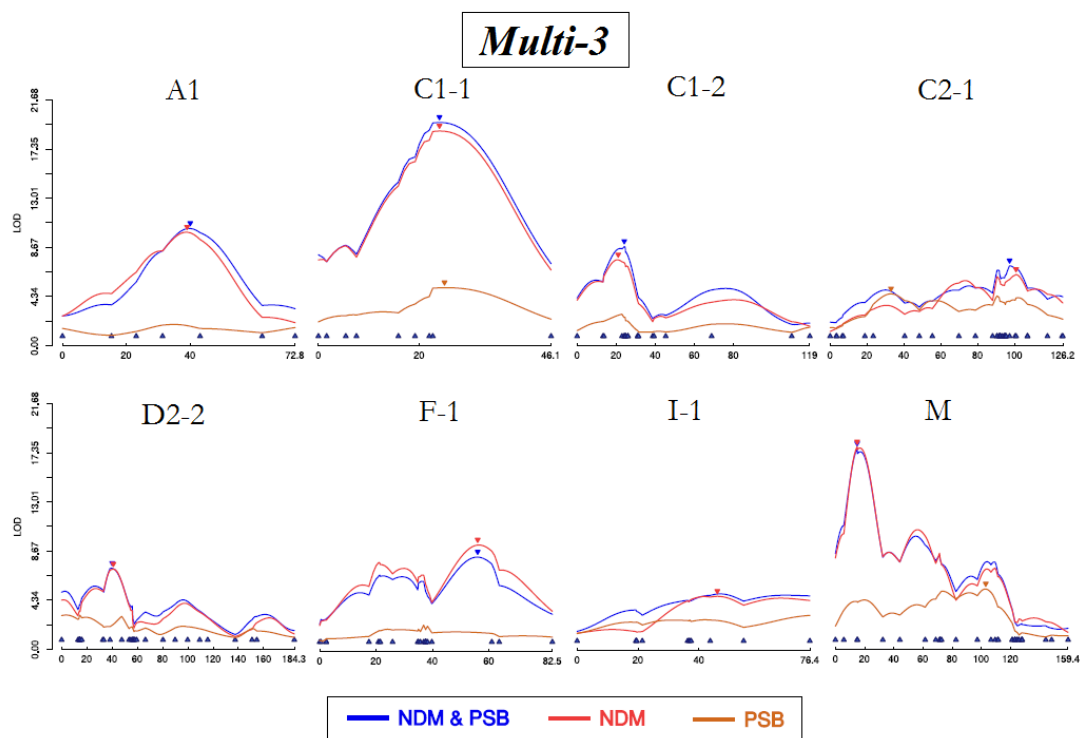 Multi-3
A1 C1-1 C1-2 C2-1
LOD
21,68
17,35
13,01
8,67
4,34
0,00
0 20 40 72.8
0 20 46.1
0 20 40 60 80 119
0 20 40 60 80 100 126.2
D2-2 F-1 I-1 M
LOD
21,68
17,35
13,01
8,67
4,34
0,00
0 20 40 60 80 100 120 140 160 184.3
0 20 40 60 82.5
0 20 40 76.4
0 20 40 60 80 100 120 159.4
NDM & PSB NDM PSB